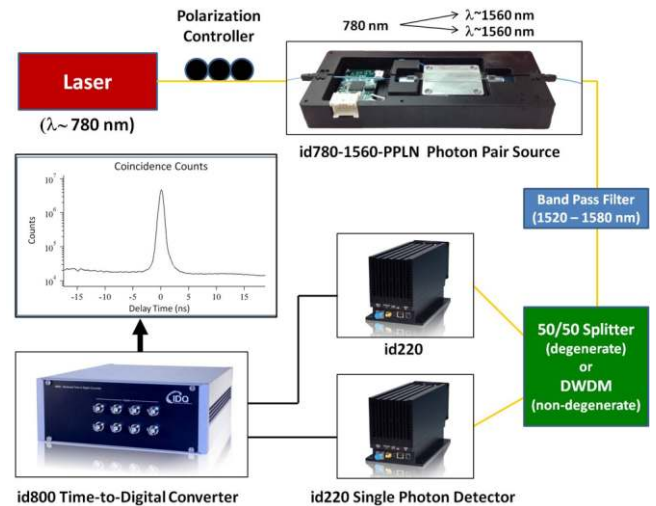 Polarization
Controller
780 nm
λ~1560 nm
λ~1560 nm
Laser
(λ~ 780 nm)
id780-1560-PPLN Photon Pair Source
Coincidence Counts
Counts
10⁷
10⁶
10⁵
10⁴
-15 -10 -5 0 5 10 15
Delay Time (ns)
Band Pass Filter
(1520 – 1580 nm)
id220
50/50 Splitter
(degenerate)
or
DWDM
(non-degenerate)
IDQ
id800 Time-to-Digital Converter
id220 Single Photon Detector